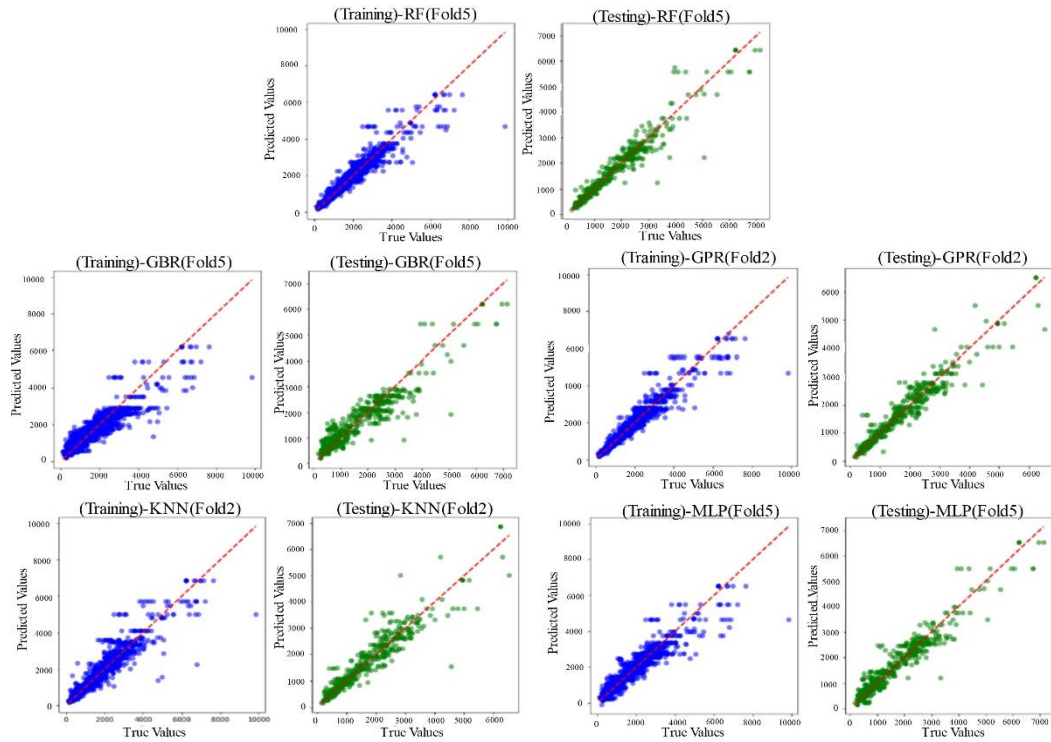 (Training)-RF(Fold5)
(Testing)-RF(Fold5)
10000
8000
6000
4000
2000
0
Predicted Values
0 2000 4000 6000 8000 10000
True Values
7000
6000
5000
4000
3000
2000
1000
0
Predicted Values
1000 2000 3000 4000 5000 6000 7000
True Values
(Training)-GBR(Fold5)
(Testing)-GBR(Fold5)
(Training)-GPR(Fold2)
(Testing)-GPR(Fold2)
10000
8000
6000
4000
2000
0
Predicted Values
0 2000 4000 6000 8000 10000
True Values
7000
6000
5000
4000
3000
2000
1000
0
Predicted Values
1000 2000 3000 4000 5000 6000 7000
True Values
10000
8000
6000
4000
2000
0
Predicted Values
0 2000 4000 6000 8000 10000
True Values
6000
5000
4000
3000
2000
1000
0
Predicted Values
0 1000 2000 3000 4000 5000 6000
True Values
(Training)-KNN(Fold2)
(Testing)-KNN(Fold2)
(Training)-MLP(Fold5)
(Testing)-MLP(Fold5)
10000
8000
6000
4000
2000
0
Predicted Values
0 2000 4000 6000 8000 10000
True Values
7000
6000
5000
4000
3000
2000
1000
0
Predicted Values
0 1000 2000 3000 4000 5000 6000
True Values
10000
8000
6000
4000
2000
0
Predicted Values
0 2000 4000 6000 8000 10000
True Values
7000
6000
5000
4000
3000
2000
1000
0
Predicted Values
1000 2000 3000 4000 5000 6000 7000
True Values